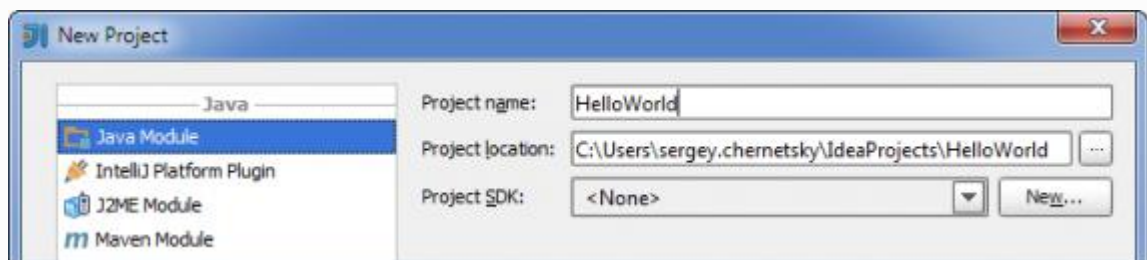 New Project
Java
Java Module
IntelliJ Platform Plugin
J2ME Module
Maven Module
Project name: HelloWorld
Project location: C:\Users\sergey.chernetsky\IdeaProjects\HelloWorld ...
Project SDK: <None> New...